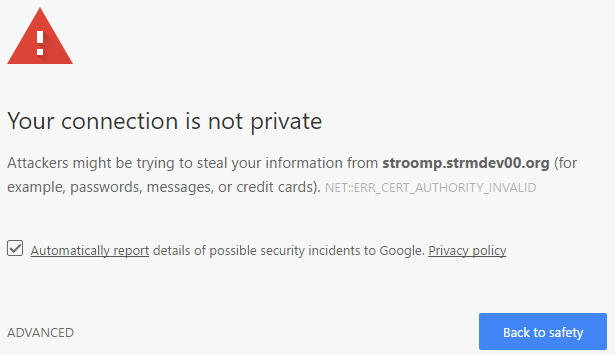 Your connection is not private
Attackers might be trying to steal your information from stroomp.strmdev00.org (for
example, passwords, messages, or credit cards). NET::ERR_CERT_AUTHORITY_INVALID
Automatically report details of possible security incidents to Google. Privacy policy
ADVANCED
Back to safety